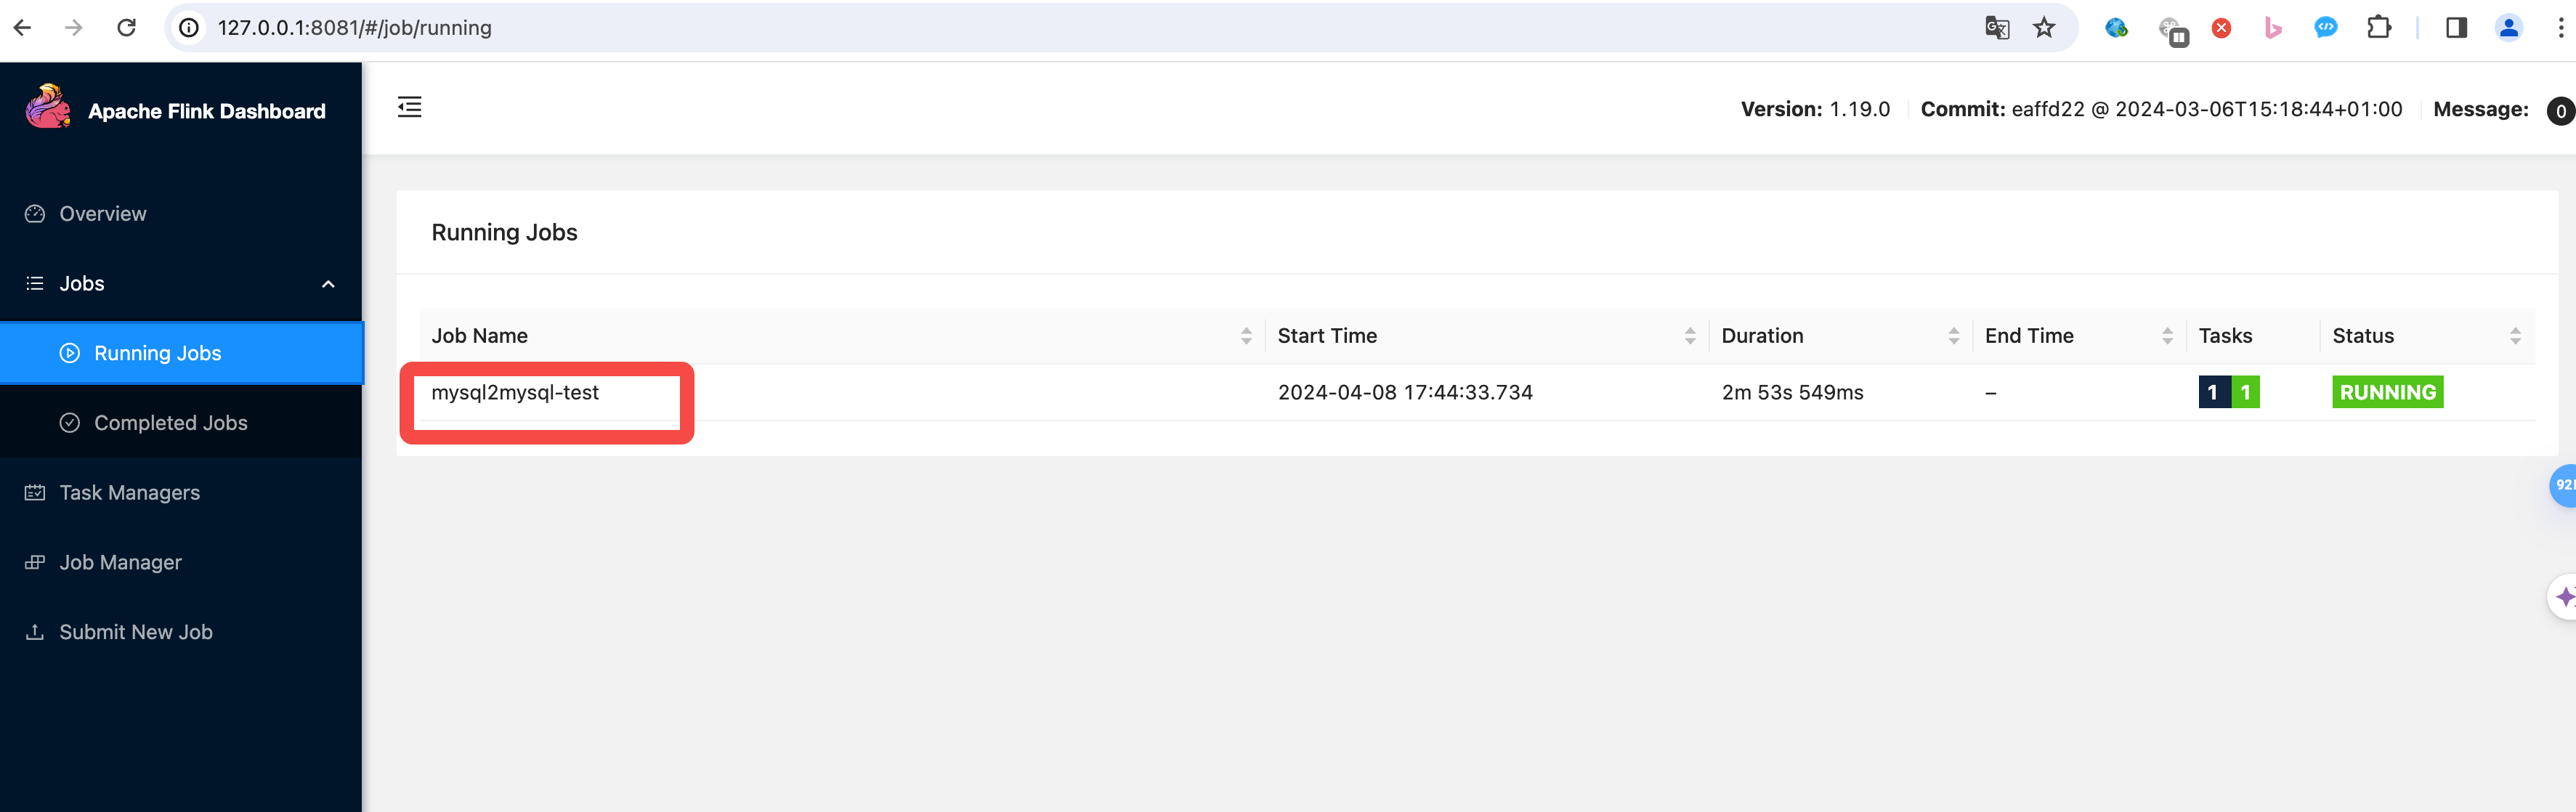 127.0.0.1:8081/#/job/running
Apache Flink Dashboard
Version: 1.19.0 Commit: eaffd22 @ 2024-03-06T15:18:44+01:00 Message: 0
Overview
Jobs
Running Jobs
Completed Jobs
Task Managers
Job Manager
Submit New Job
Running Jobs
Job Name Start Time Duration End Time Tasks Status
mysql2mysql-test 2024-04-08 17:44:33.734 2m 53s 549ms – 1 1 RUNNING